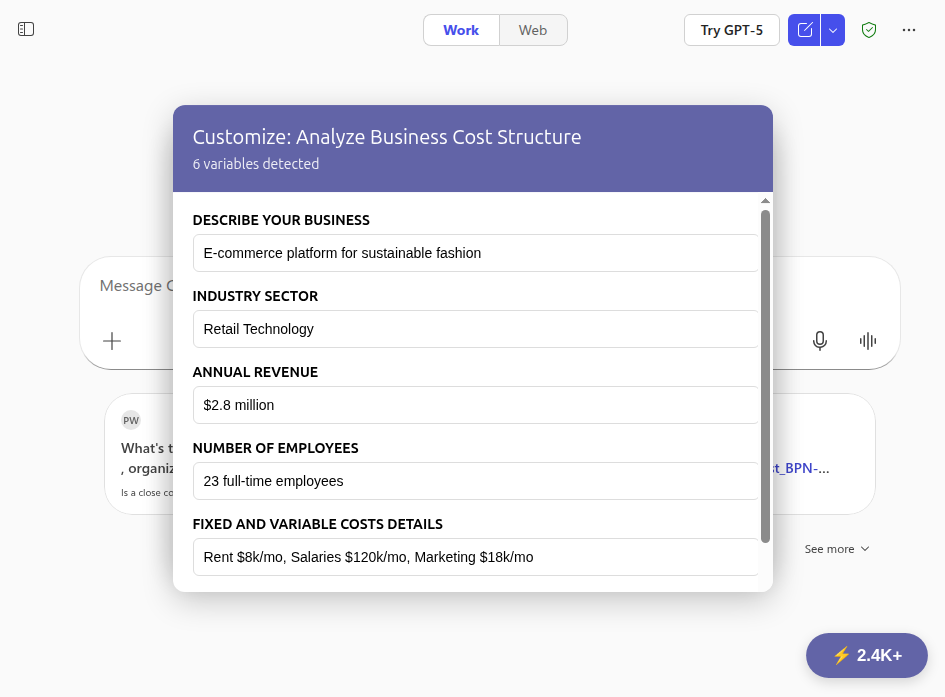 Work
Web
Try GPT-5
Customize: Analyze Business Cost Structure
6 variables detected
DESCRIBE YOUR BUSINESS
E-commerce platform for sustainable fashion
INDUSTRY SECTOR
Retail Technology
ANNUAL REVENUE
$2.8 million
NUMBER OF EMPLOYEES
23 full-time employees
FIXED AND VARIABLE COSTS DETAILS
Rent $8k/mo, Salaries $120k/mo, Marketing $18k/mo
Message
PW
What's
, organiz
Is a close co
st_BPN-...
See more
⚡ 2.4K+